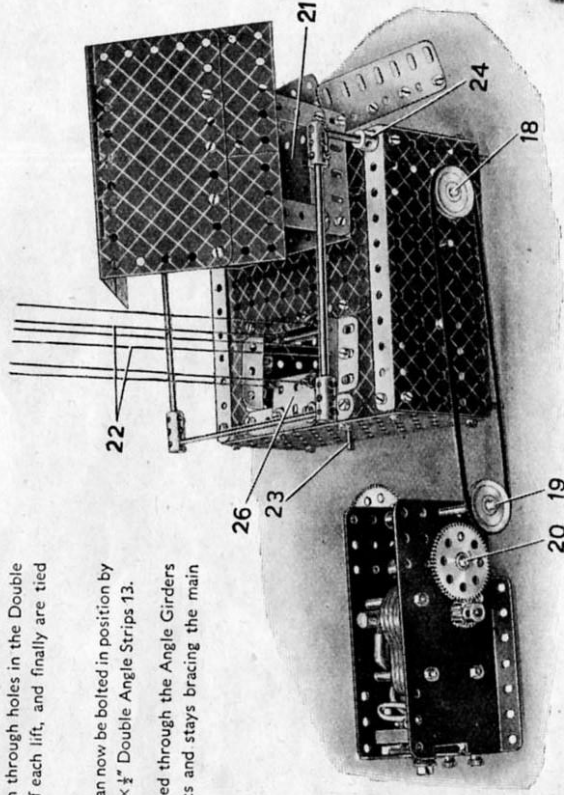 through holes in the Double
each lift, and finally are tied
now be bolted in position by
× ½" Double Angle Strips 13.
through the Angle Girders
and stays bracing the main
22
26
23
20
19
21
24
18